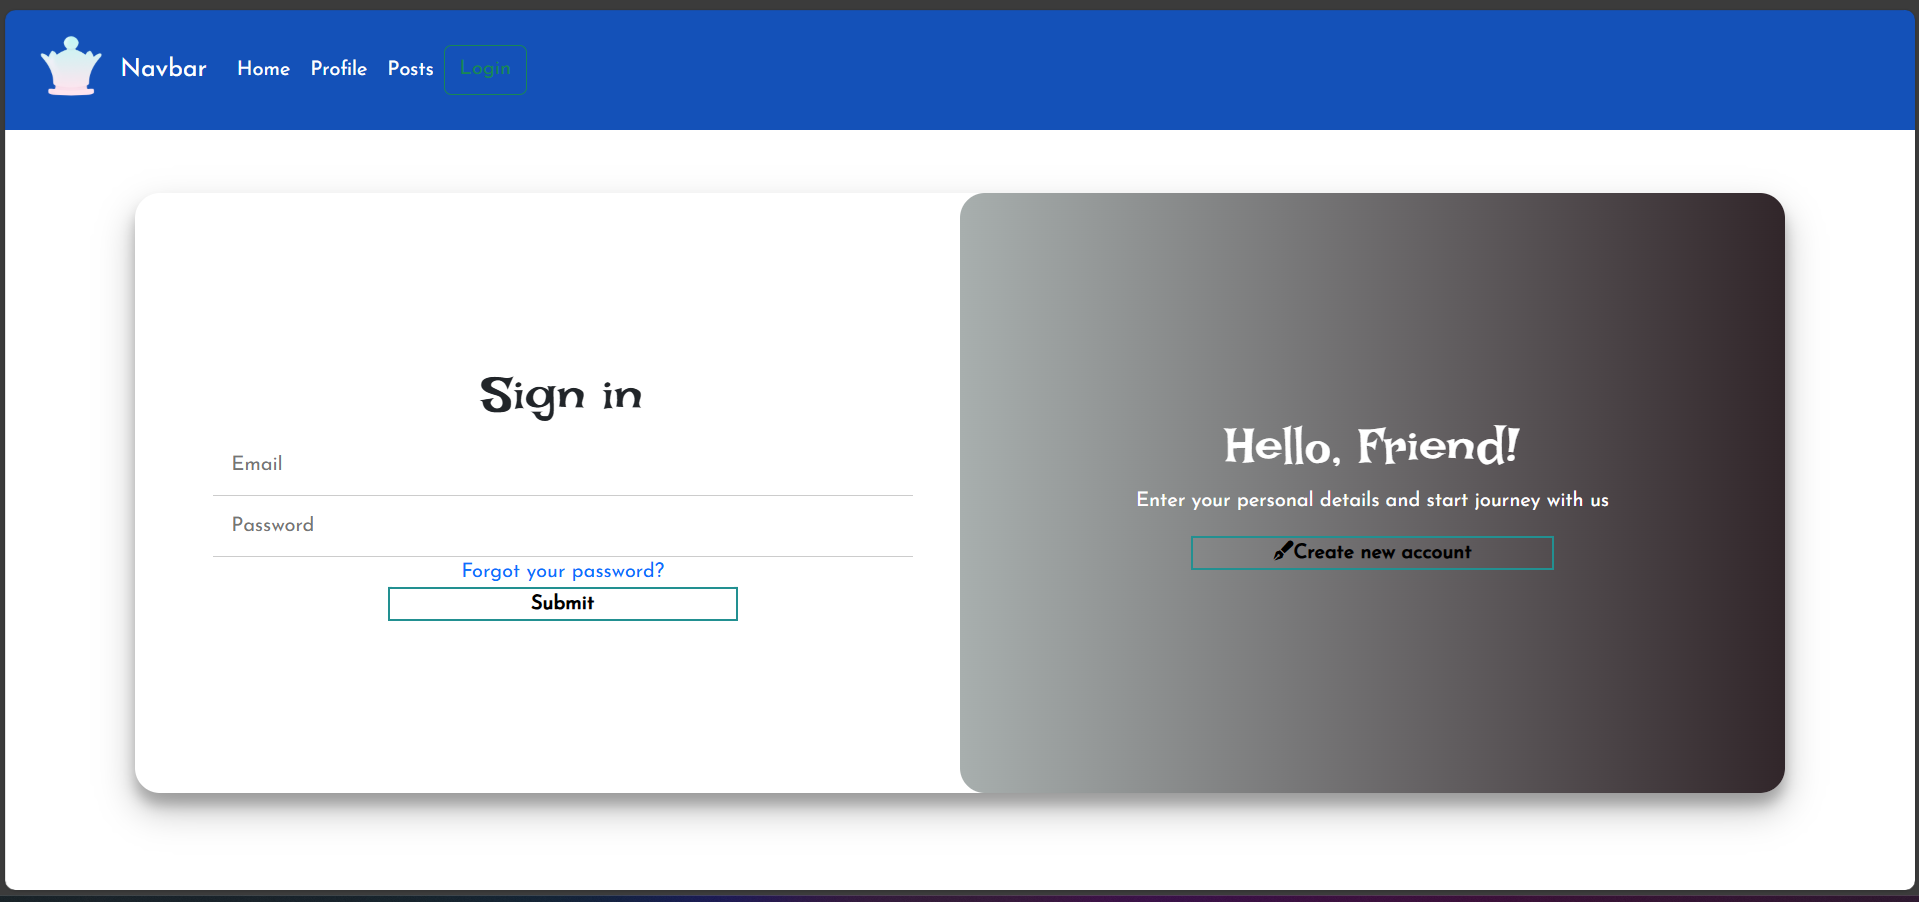 Navbar Home Profile Posts Login
Sign in
Email
Password
Forgot your password?
Submit
Hello, Friend!
Enter your personal details and start journey with us
Create new account